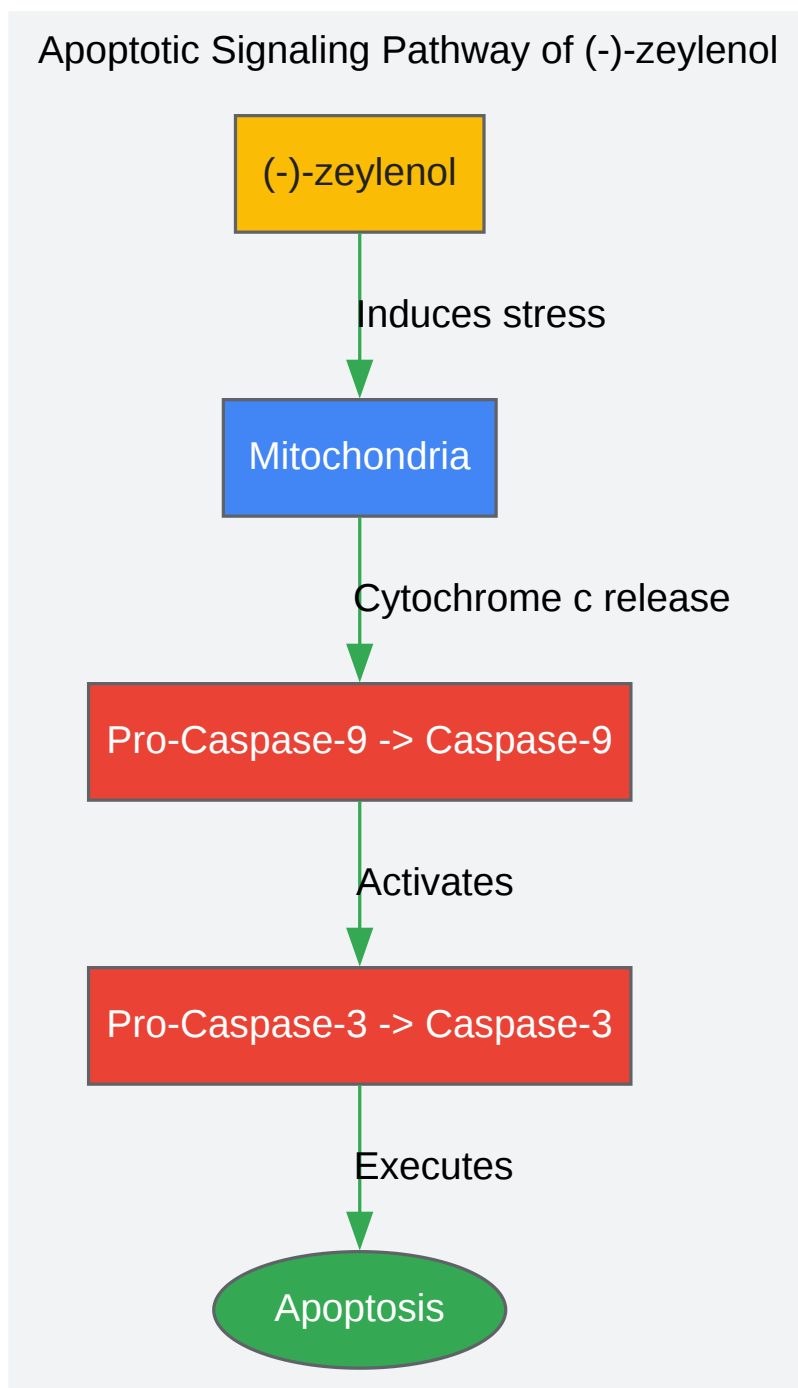 Apoptotic Signaling Pathway of (-)-zeylenol
(-)-zeylenol
Induces stress
Mitochondria
Cytochrome c release
Pro-Caspase-9 -> Caspase-9
Activates
Pro-Caspase-3 -> Caspase-3
Executes
Apoptosis